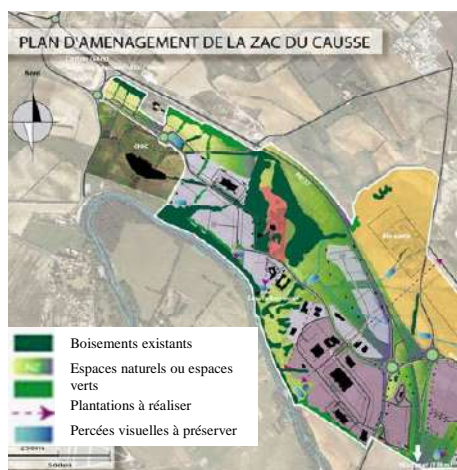 PLAN D'AMENAGEMENT DE LA ZAC DU CAUSSE
Nord
Boisements existants
Espaces naturels ou espaces
verts
Plantations à réaliser
Percées visuelles à préserver